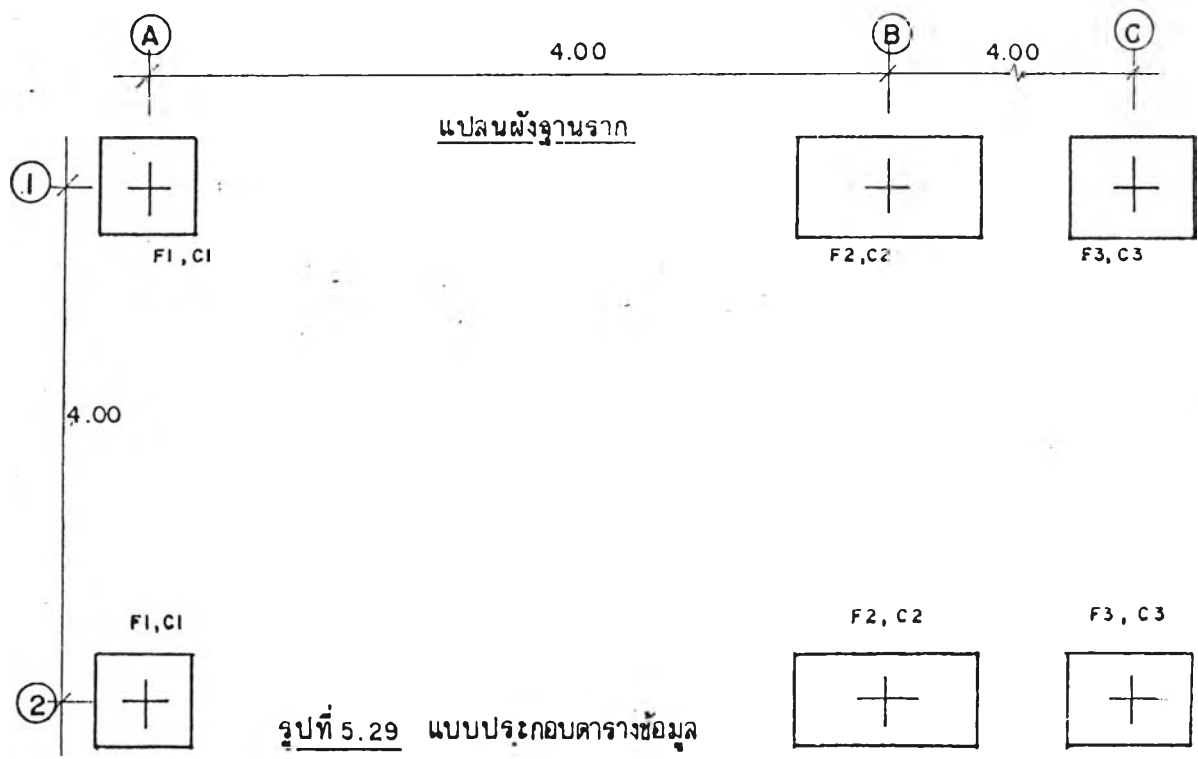 A B C
4.00 4.00
แปลนผังฐานราก
1
F1, C1 F2, C2 F3, C3
4.00
F1, C1 F2, C2 F3, C3
2
รูปที่ 5.29 แบบประกอบตารางข้อมูล